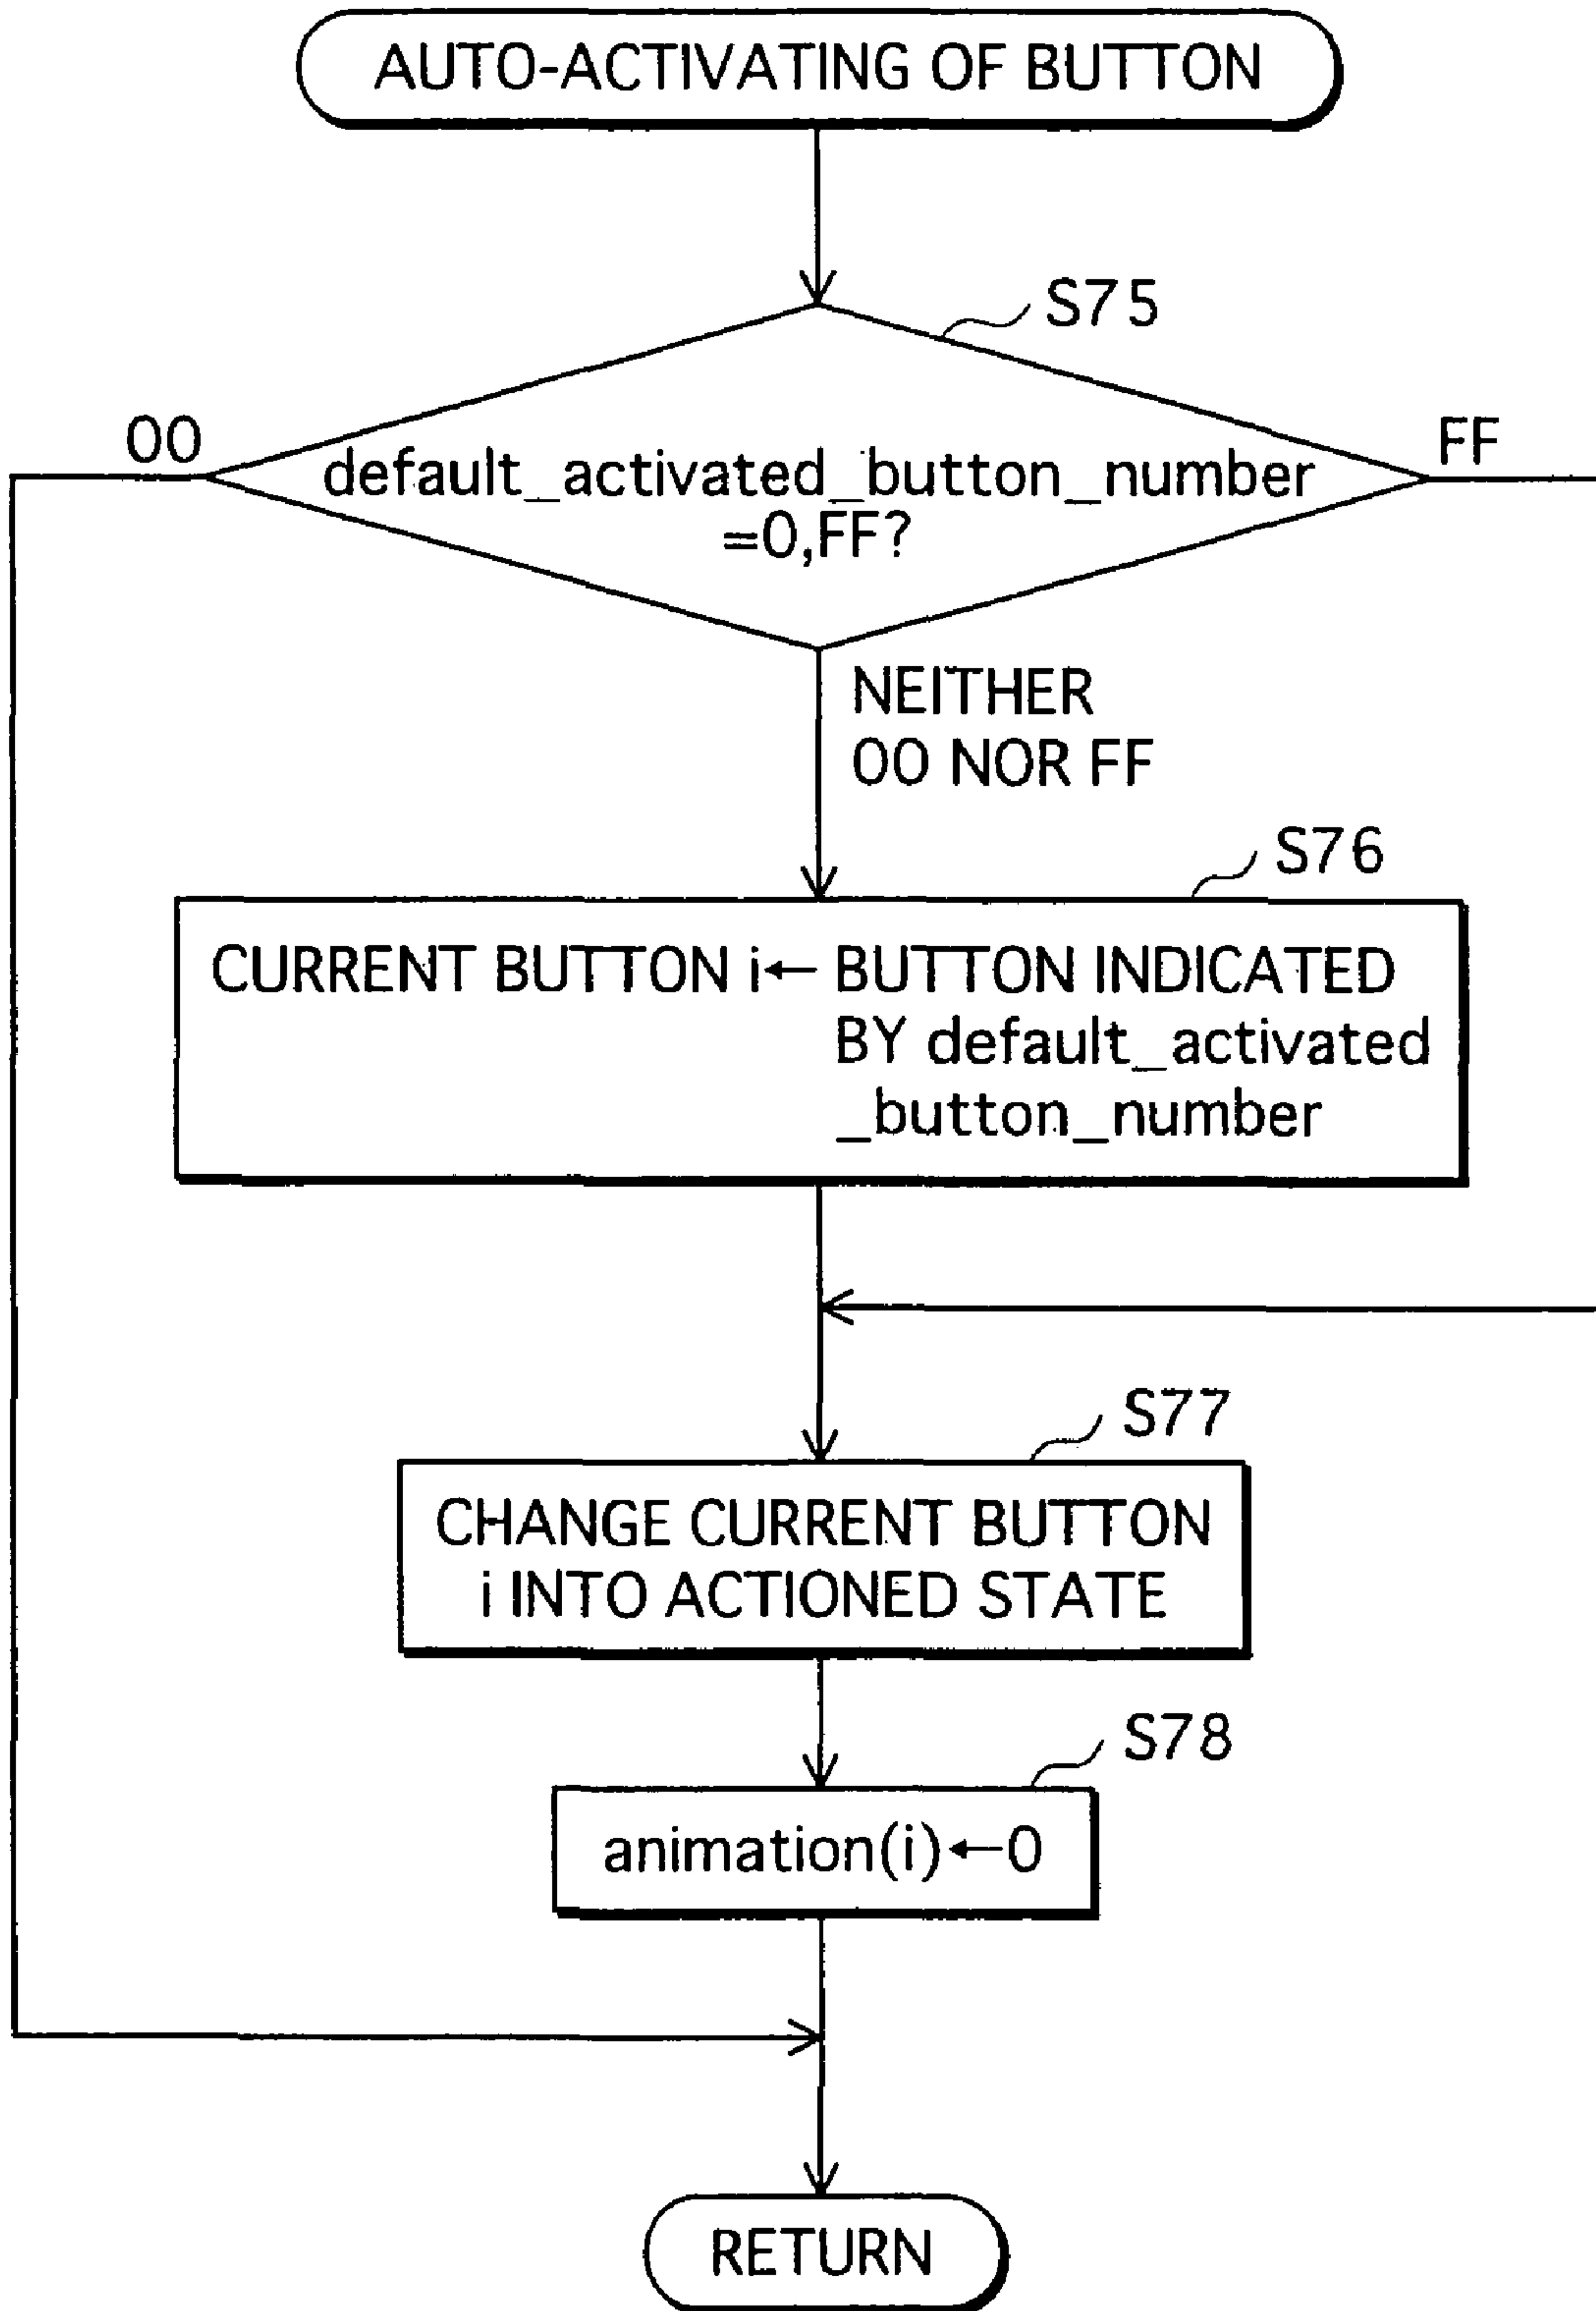 AUTO-ACTIVATING OF BUTTON
S75
00
FF
default_activated_button_number
=0,FF?
NEITHER
00 NOR FF
S76
CURRENT BUTTON i← BUTTON INDICATED
BY default_activated
_button_number
S77
CHANGE CURRENT BUTTON
i INTO ACTIONED STATE
S78
animation(i)←0
RETURN